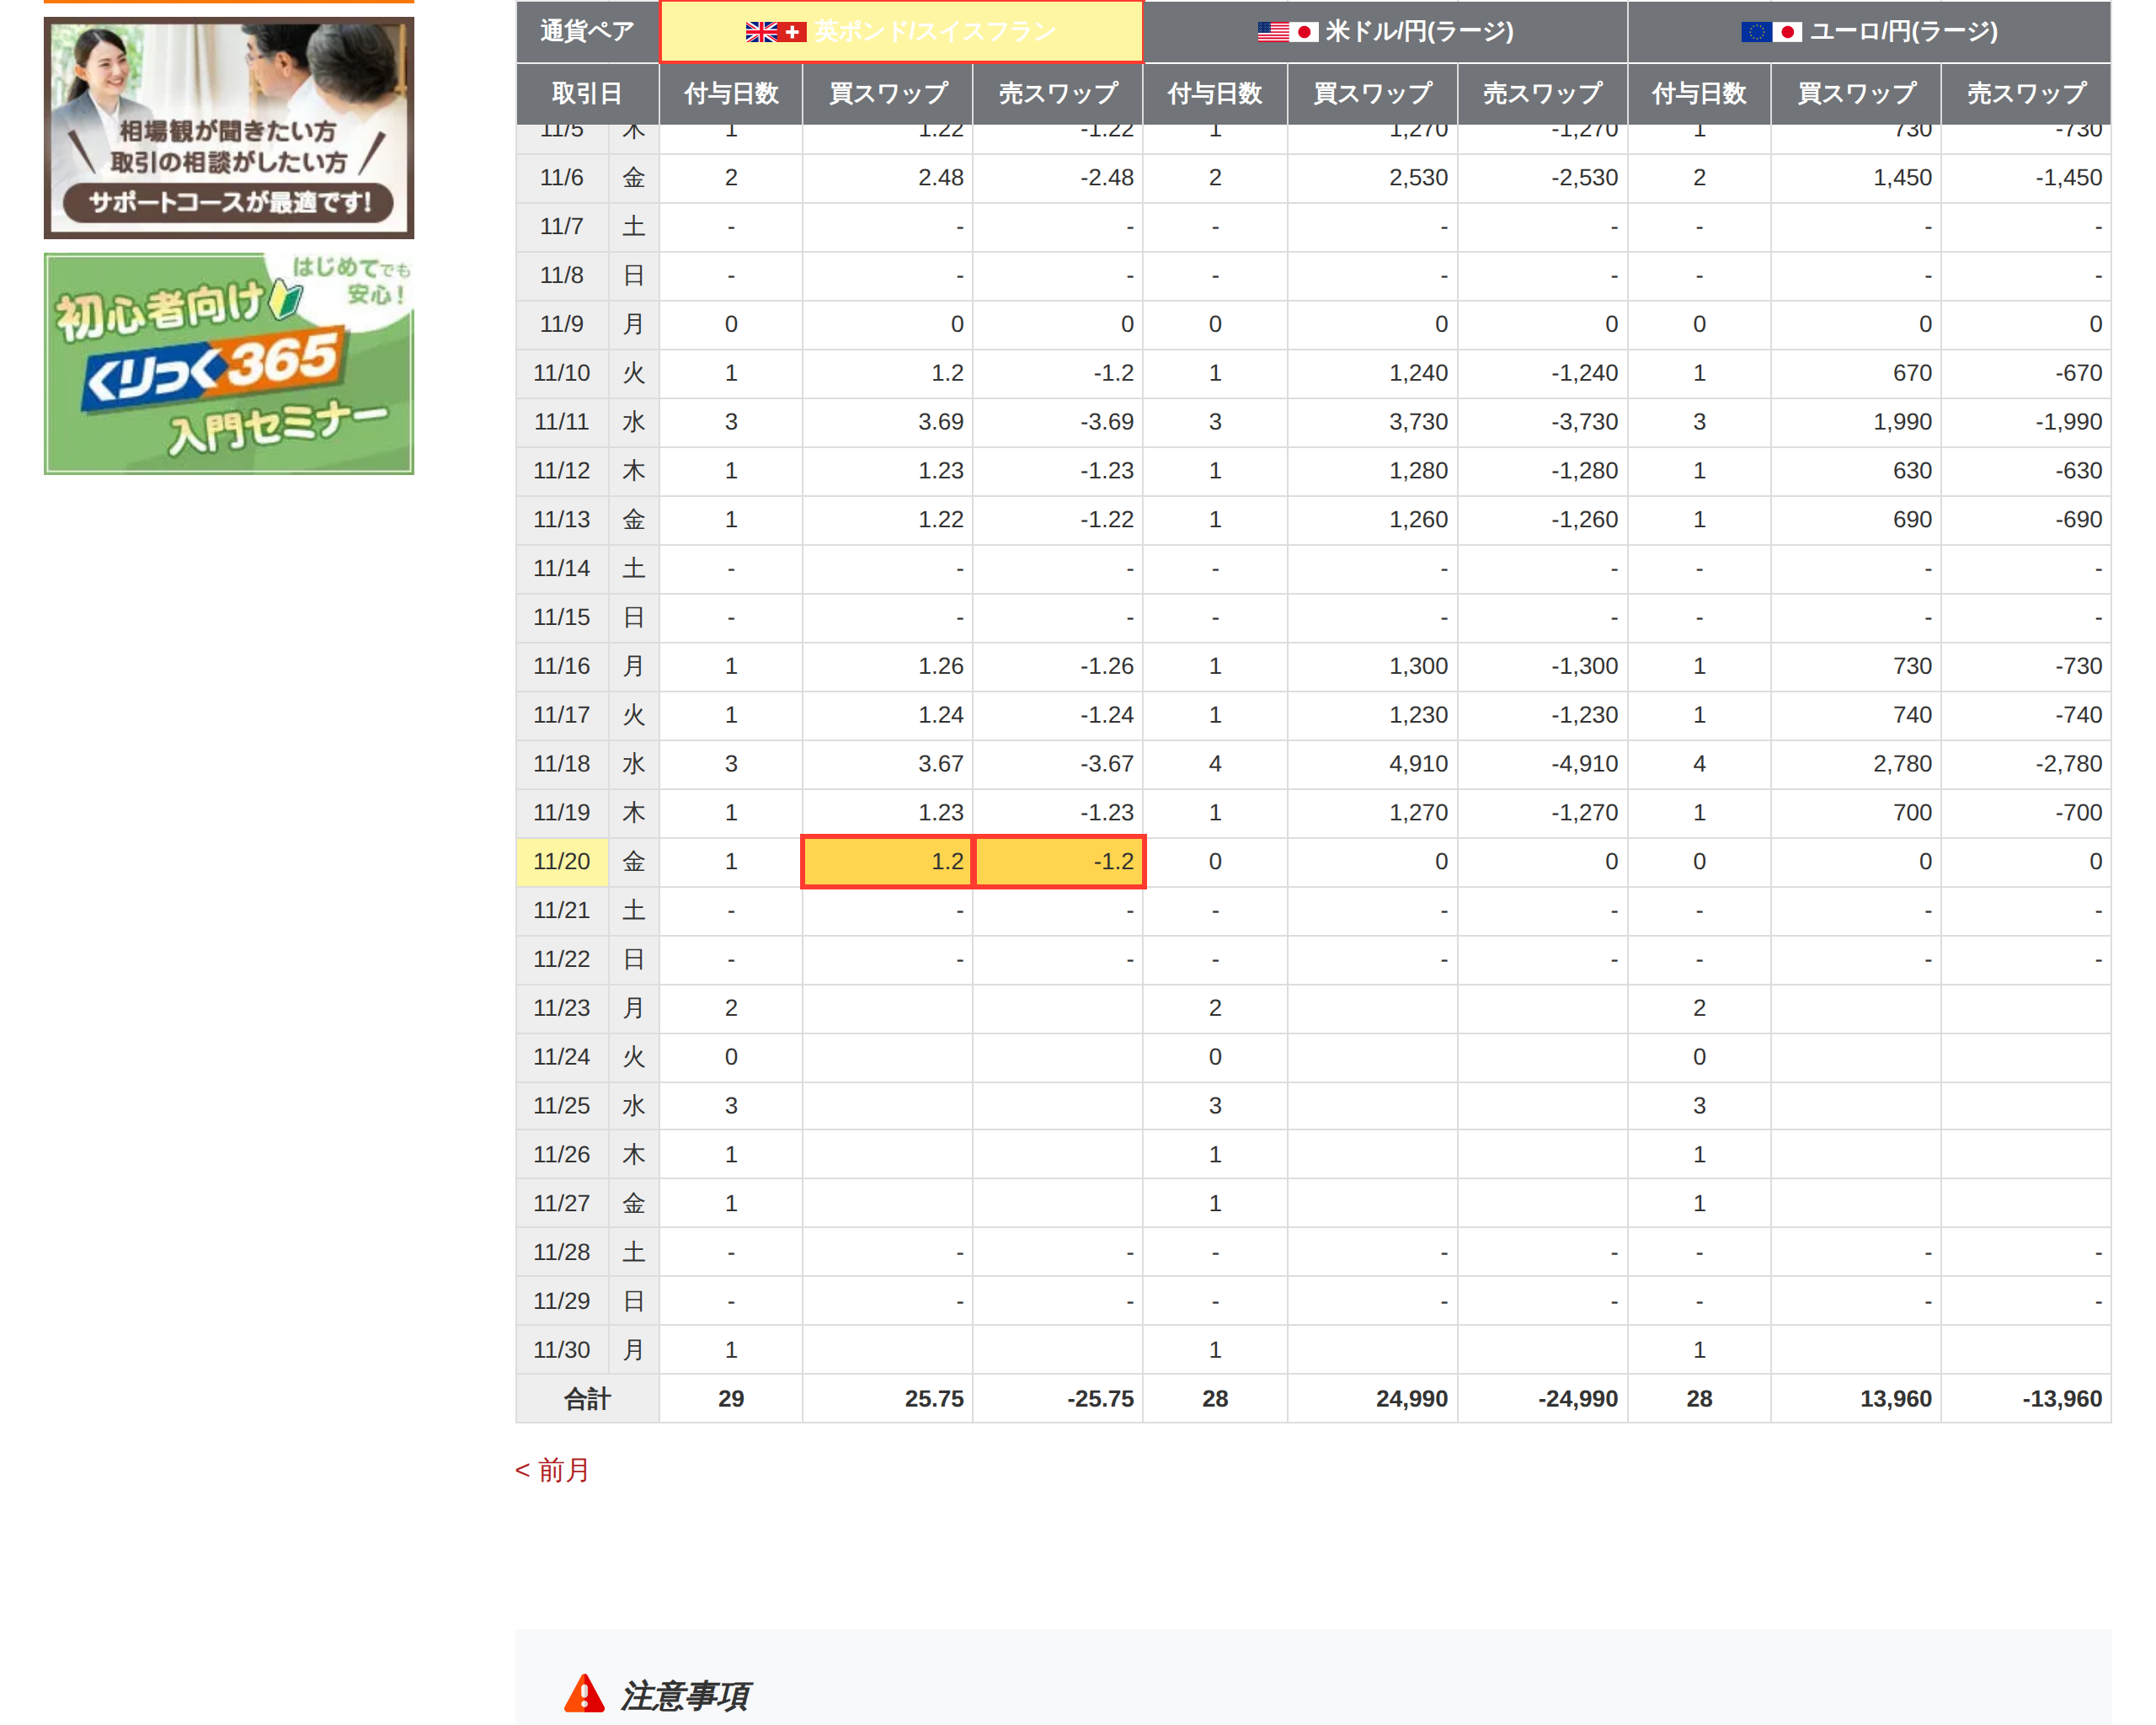 相場観が聞きたい方
取引の相談がしたい方
サポートコースが最適です!
はじめてでも
安心!
初心者向け
くりっく365
入門セミナー
通貨ペア 英ポンド/スイスフラン 米ドル/円(ラージ) ユーロ/円(ラージ)
取引日 付与日数 買スワップ 売スワップ 付与日数 買スワップ 売スワップ 付与日数 買スワップ 売スワップ
11/5 木 1 1.22 -1.22 1 1,270 -1,270 1 730 -730
11/6 金 2 2.48 -2.48 2 2,530 -2,530 2 1,450 -1,450
11/7 土 - - - - - - - - -
11/8 日 - - - - - - - - -
11/9 月 0 0 0 0 0 0 0 0 0
11/10 火 1 1.2 -1.2 1 1,240 -1,240 1 670 -670
11/11 水 3 3.69 -3.69 3 3,730 -3,730 3 1,990 -1,990
11/12 木 1 1.23 -1.23 1 1,280 -1,280 1 630 -630
11/13 金 1 1.22 -1.22 1 1,260 -1,260 1 690 -690
11/14 土 - - - - - - - - -
11/15 日 - - - - - - - - -
11/16 月 1 1.26 -1.26 1 1,300 -1,300 1 730 -730
11/17 火 1 1.24 -1.24 1 1,230 -1,230 1 740 -740
11/18 水 3 3.67 -3.67 4 4,910 -4,910 4 2,780 -2,780
11/19 木 1 1.23 -1.23 1 1,270 -1,270 1 700 -700
11/20 金 1 1.2 -1.2 0 0 0 0 0 0
11/21 土 - - - - - - - - -
11/22 日 - - - - - - - - -
11/23 月 2 2 2
11/24 火 0 0 0
11/25 水 3 3 3
11/26 木 1 1 1
11/27 金 1 1 1
11/28 土 - - - - - - - - -
11/29 日 - - - - - - - - -
11/30 月 1 1 1
合計 29 25.75 -25.75 28 24,990 -24,990 28 13,960 -13,960
< 前月
注意事項